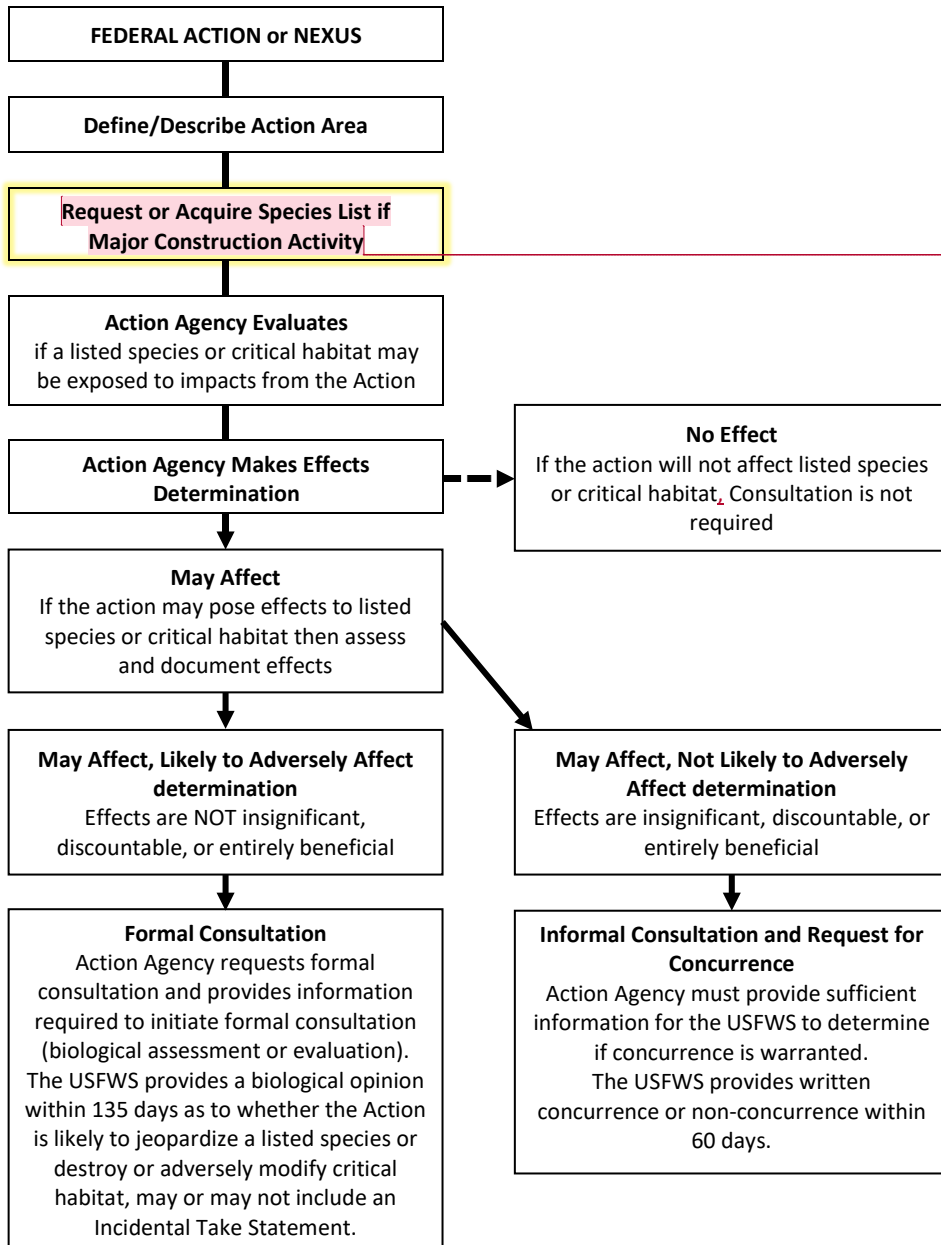 FEDERAL ACTION or NEXUS
Define/Describe Action Area
Request or Acquire Species List if
Major Construction Activity
Action Agency Evaluates
if a listed species or critical habitat may
be exposed to impacts from the Action
Action Agency Makes Effects
Determination
No Effect
If the action will not affect listed species
or critical habitat, Consultation is not
required
May Affect
If the action may pose effects to listed
species or critical habitat then assess
and document effects
May Affect, Likely to Adversely Affect
determination
Effects are NOT insignificant,
discountable, or entirely beneficial
May Affect, Not Likely to Adversely
Affect determination
Effects are insignificant, discountable, or
entirely beneficial
Formal Consultation
Action Agency requests formal
consultation and provides information
required to initiate formal consultation
(biological assessment or evaluation).
The USFWS provides a biological opinion
within 135 days as to whether the Action
is likely to jeopardize a listed species or
destroy or adversely modify critical
habitat, may or may not include an
Incidental Take Statement.
Informal Consultation and Request for
Concurrence
Action Agency must provide sufficient
information for the USFWS to determine
if concurrence is warranted.
The USFWS provides written
concurrence or non-concurrence within
60 days.